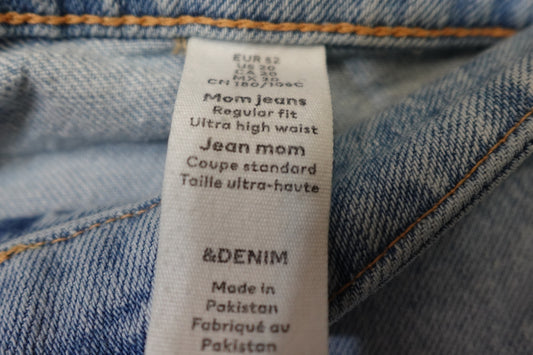 EUR 52
US 20
CA 20
MX 20
CN 180/106C
Mom jeans
Regular fit
Ultra high waist
Jean mom
Coupe standard
Taille ultra-haute
&DENIM
Made in
Pakistan
Fabriqué au
Pakistan